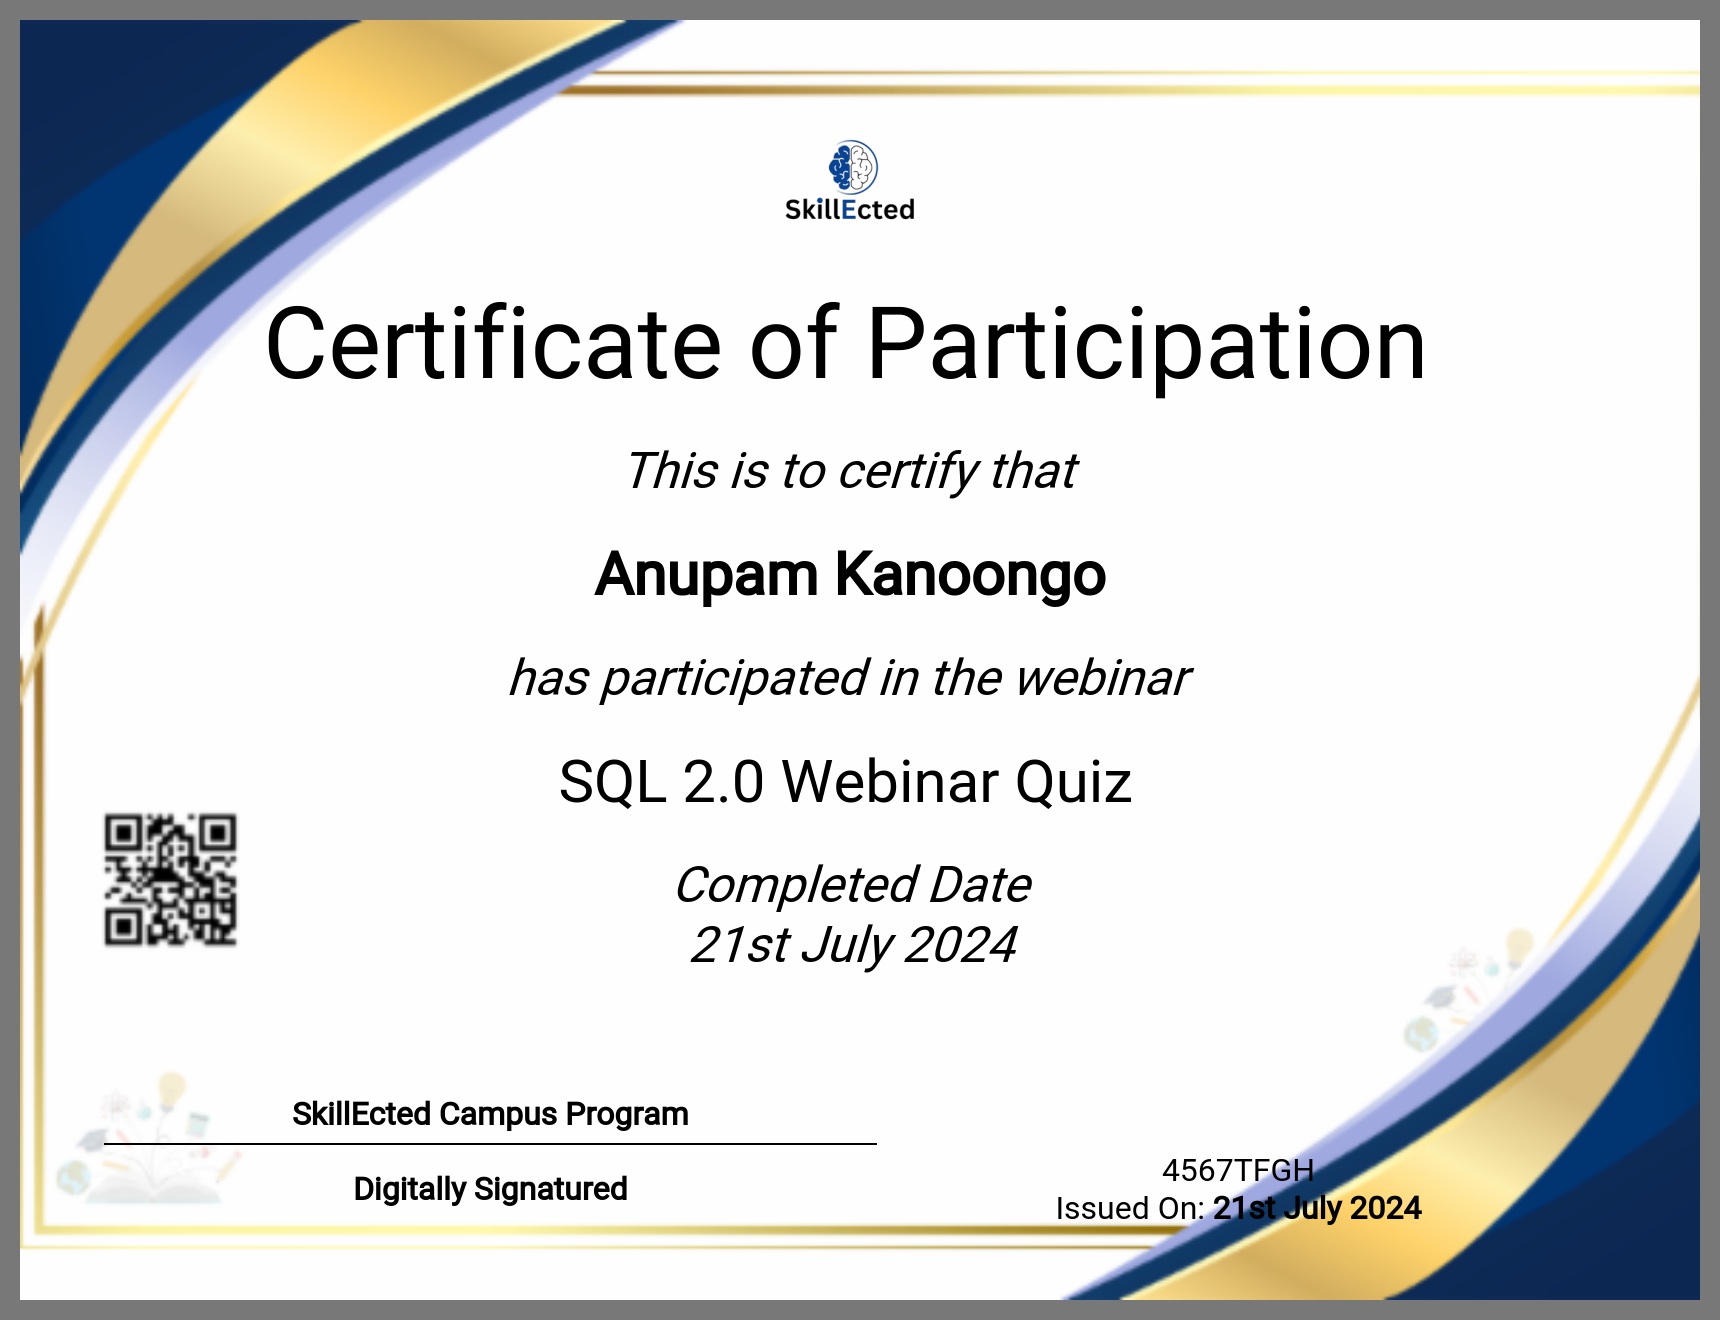 SkillEcted
Certificate of Participation
This is to certify that
Anupam Kanoongo
has participated in the webinar
SQL 2.0 Webinar Quiz
Completed Date
21st July 2024
SkillEcted Campus Program
Digitally Signatured
4567TFGH
Issued On: 21st July 2024